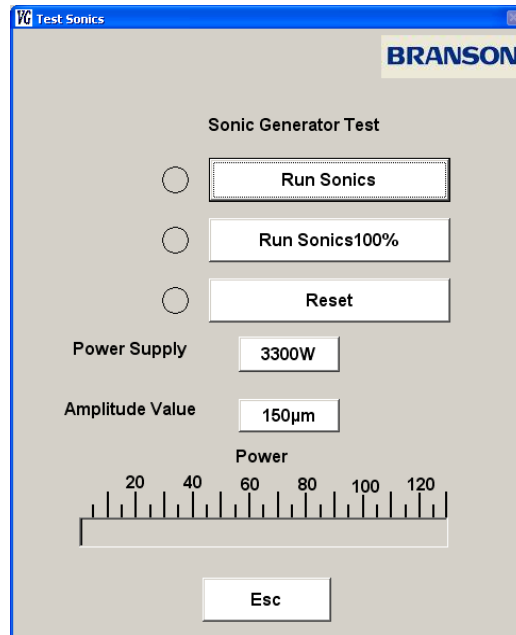 VG Test Sonics
BRANSON
Sonic Generator Test
Run Sonics
Run Sonics100%
Reset
Power Supply 3300W
Amplitude Value 150µm
Power
20 40 60 80 100 120
Esc